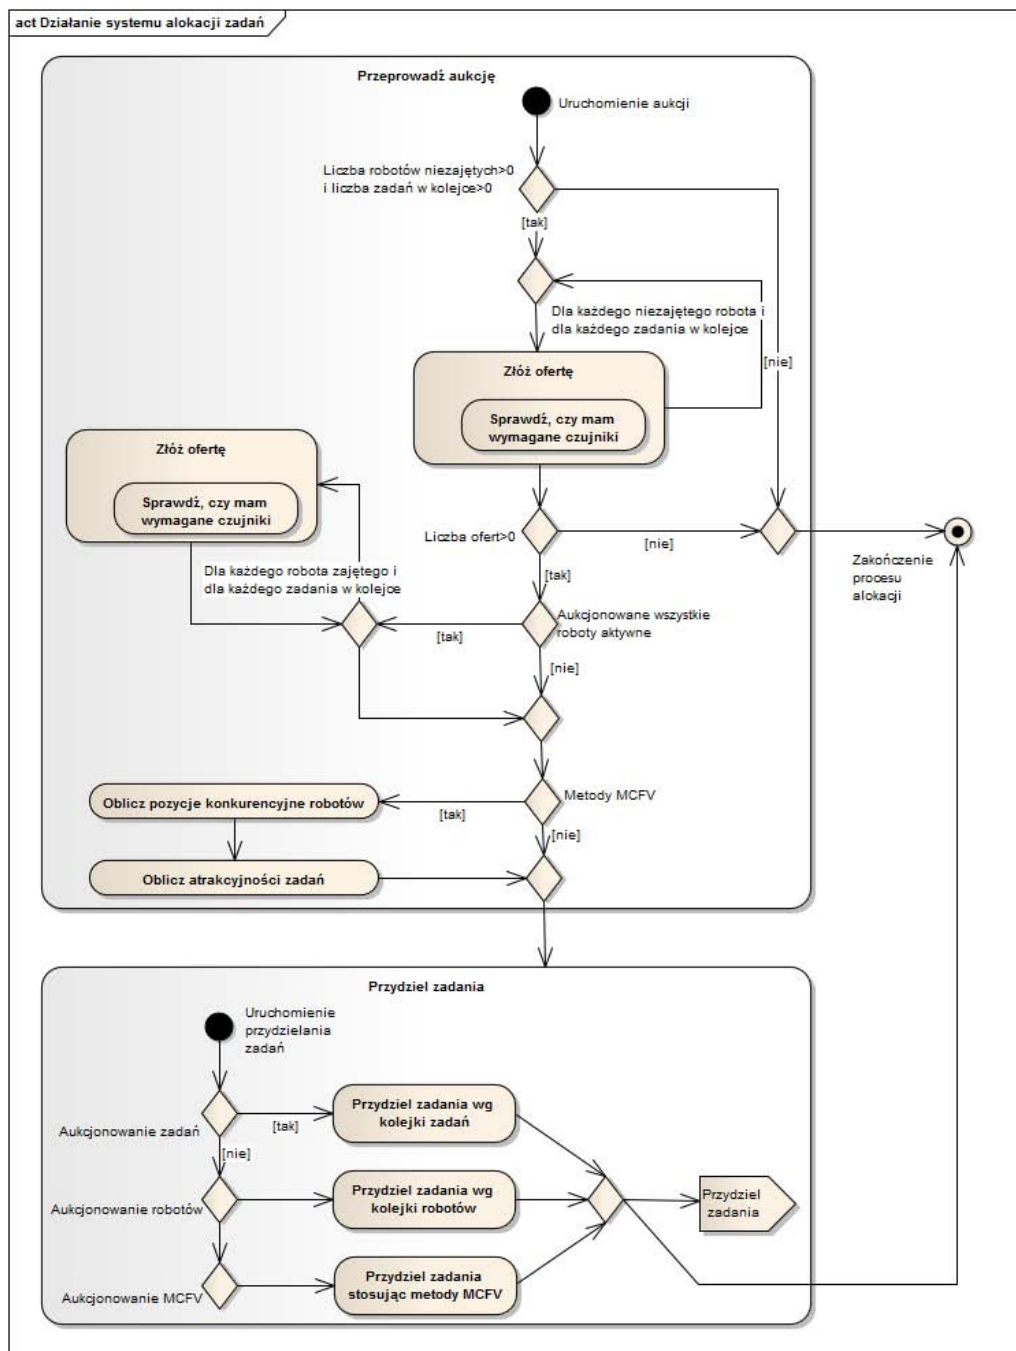 act Działanie systemu alokacji zadań
Przeprowadź aukcję
Uruchomienie aukcji
Liczba robotów niezajętych>0
i liczba zadań w kolejce>0
[tak]
Dla każdego niezajętego robota i
dla każdego zadania w kolejce
[nie]
Złóż ofertę
Sprawdź, czy mam
wymagane czujniki
Złóż ofertę
Sprawdź, czy mam
wymagane czujniki
Liczba ofert>0
[nie]
Zakończenie
procesu
alokacji
[tak]
Dla każdego robota zajętego i
dla każdego zadania w kolejce
Aukcjonowane wszystkie
roboty aktywne
[tak]
[nie]
Metody MCFV
Oblicz pozycje konkurencyjne robotów
[tak]
[nie]
Oblicz atrakcyjności zadań
Przydziel zadania
Uruchomienie
przydzielania
zadań
Aukcjonowanie zadań
[tak]
Przydziel zadania wg
kolejki zadań
[nie]
Aukcjonowanie robotów
Przydziel zadania wg
kolejki robotów
Przydziel
zadania
Aukcjonowanie MCFV
Przydziel zadania
stosując metody MCFV